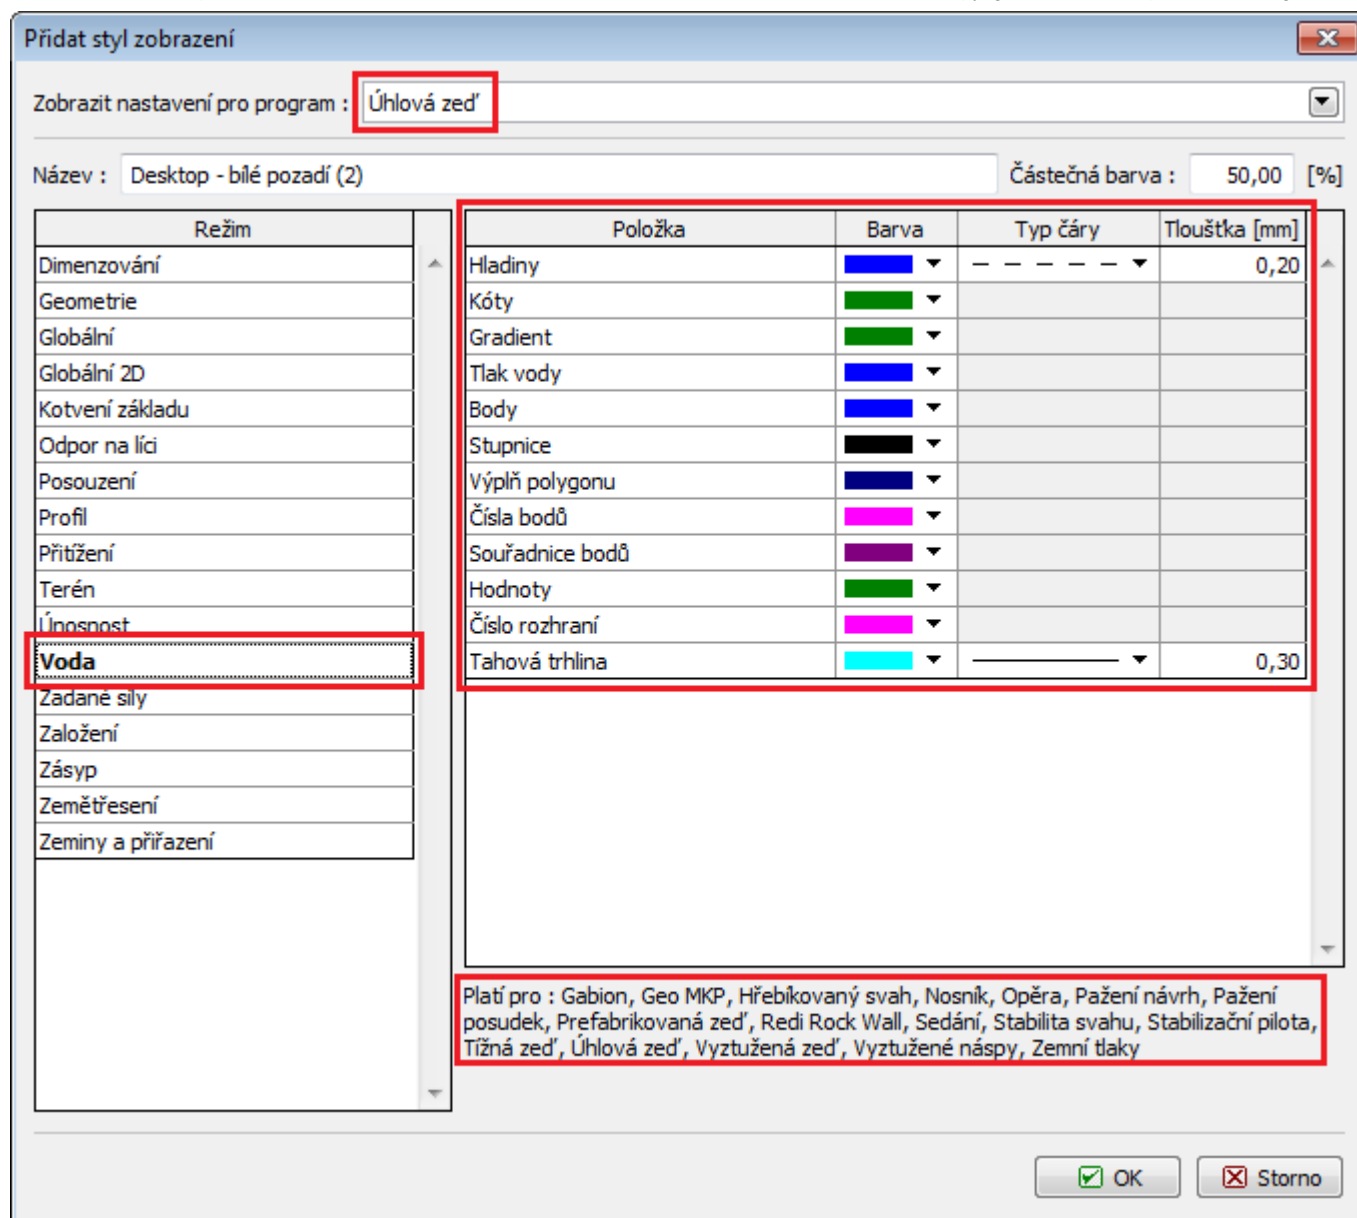 Přidat styl zobrazení
Zobrazit nastavení pro program : Úhlová zeď
Název : Desktop - bílé pozadí (2) Částečná barva : 50,00 [%]
Režim
Dimenzování
Geometrie
Globální
Globální 2D
Kotvení základu
Odpor na líci
Posouzení
Profil
Přitížení
Terén
Únosnost
Voda
Zadané síly
Založení
Zásyp
Zemětřesení
Zeminy a přiřazení
Položka Barva Typ čáry Tloušťka [mm]
Hladiny 0,20
Kóty
Gradient
Tlak vody
Body
Stupnice
Výplň polygonu
Čísla bodů
Souřadnice bodů
Hodnoty
Číslo rozhraní
Tahová trhlina 0,30
Platí pro : Gabion, Geo MKP, Hřebíkovaný svah, Nosník, Opěra, Pažení návrh, Pažení
posudek, Prefabrikovaná zeď, Redi Rock Wall, Sedání, Stabilita svahu, Stabilizační pilota,
Tížná zeď, Úhlová zeď, Vyztužená zeď, Vyztužené náspy, Zemní tlaky
OK Storno